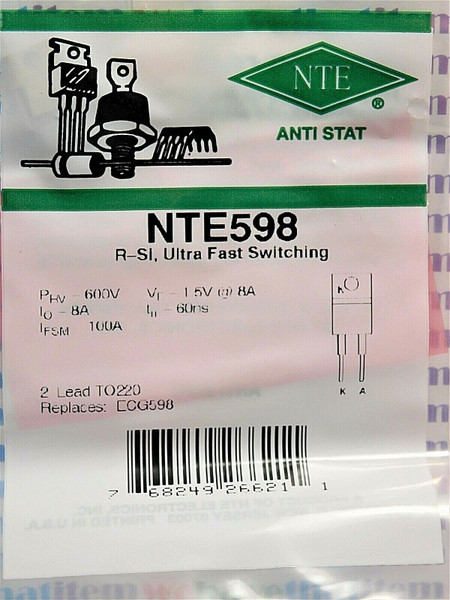 NTE
®
ANTI STAT
NTE598
R-SI, Ultra Fast Switching
PRV - 600V VF - 1.5V @ 8A
IO - 8A trr - 60ns
IFSM 100A
K
K A
2 Lead TO220
Replaces: ECG598
7 68249 26621 1